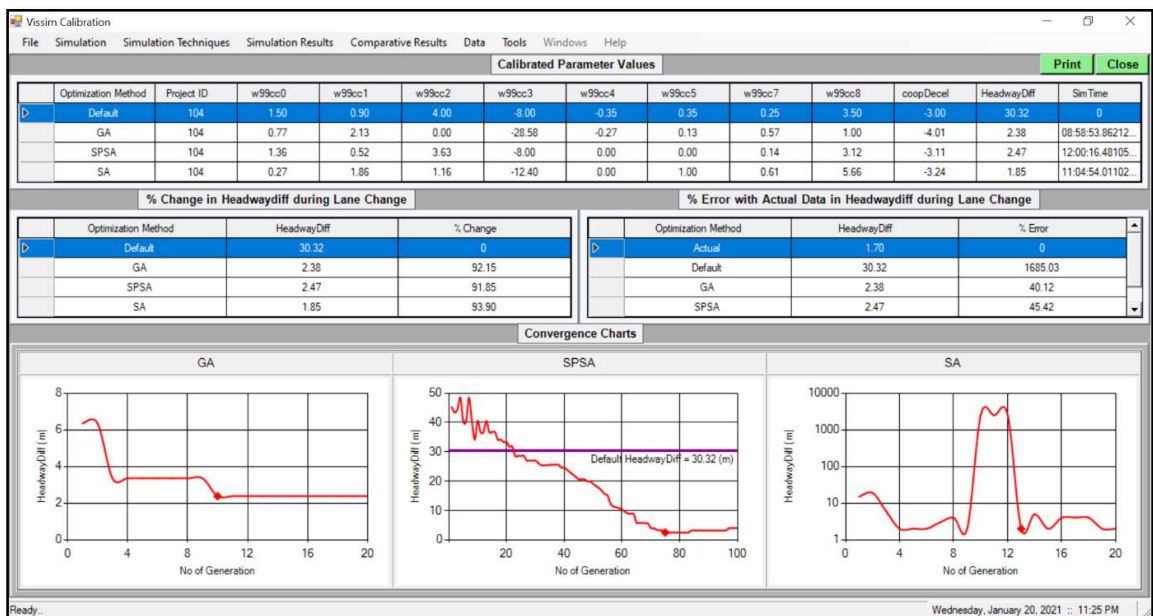 Vissim Calibration
File Simulation Simulation Techniques Simulation Results Comparative Results Data Tools Windows Help
Calibrated Parameter Values Print Close
Optimization Method Project ID w99cc0 w99cc1 w99cc2 w99cc3 w99cc4 w99cc5 w99cc7 w99cc8 coopDecel HeadwayDiff SimTime
Default 104 1.50 0.90 4.00 -8.00 -0.35 0.35 0.25 3.50 -3.00 30.32 0
GA 104 0.77 2.13 0.00 -28.58 -0.27 0.13 0.57 1.00 -4.01 2.38 08:58:53.86212...
SPSA 104 1.36 0.52 3.63 -8.00 0.00 0.00 0.14 3.12 -3.11 2.47 12:00:16.48105...
SA 104 0.27 1.86 1.16 -12.40 0.00 1.00 0.61 5.66 -3.24 1.85 11:04:54.01102...
% Change in Headwaydiff during Lane Change
Optimization Method HeadwayDiff % Change
Default 30.32 0
GA 2.38 92.15
SPSA 2.47 91.85
SA 1.85 93.90
% Error with Actual Data in Headwaydiff during Lane Change
Optimization Method HeadwayDiff % Error
Actual 1.70 0
Default 30.32 1685.03
GA 2.38 40.12
SPSA 2.47 45.42
Convergence Charts
GA
HeadwayDiff (m)
8
6
4
2
0
0 4 8 12 16 20
No of Generation
SPSA
HeadwayDiff (m)
50
40
30
20
10
0
Default HeadwayDiff = 30.32 (m)
20 40 60 80 100
No of Generation
SA
HeadwayDiff (m)
10000
1000
100
10
1
0 4 8 12 16 20
No of Generation
Ready.. Wednesday, January 20, 2021 :: 11:25 PM